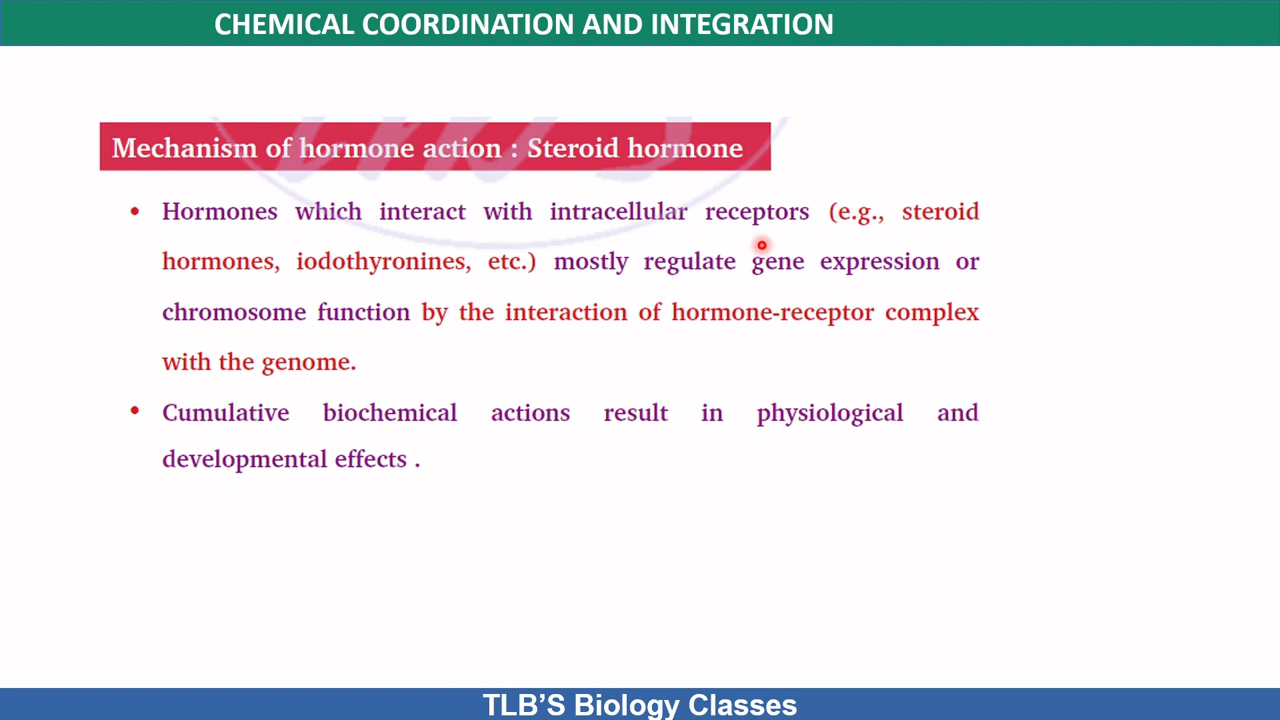 CHEMICAL COORDINATION AND INTEGRATION
Mechanism of hormone action : Steroid hormone
• Hormones which interact with intracellular receptors (e.g., steroid
hormones, iodothyronines, etc.) mostly regulate gene expression or
chromosome function by the interaction of hormone-receptor complex
with the genome.
• Cumulative biochemical actions result in physiological and
developmental effects .
TLB’S Biology Classes